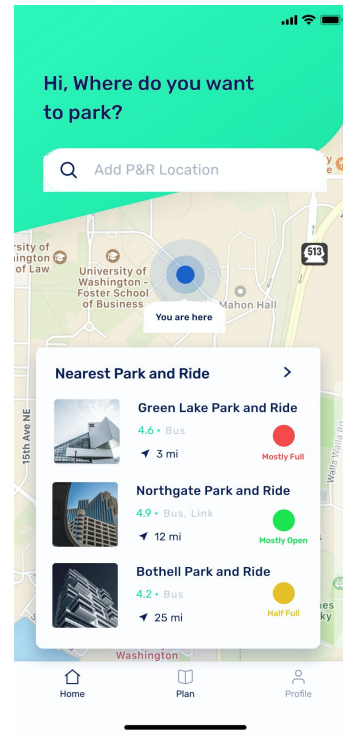 Hi, Where do you want
to park?
Add P&R Location
513
University of
Washington -
Foster School
of Business
Mahon Hall
You are here
of Law
15th Ave NE
Walla Walla Rd
Nearest Park and Ride
Green Lake Park and Ride
4.6 • Bus
3 mi
Mostly Full
Northgate Park and Ride
4.9 • Bus, Link
12 mi
Mostly Open
Bothell Park and Ride
4.2 • Bus
25 mi
Half Full
Washington
Home
Plan
Profile